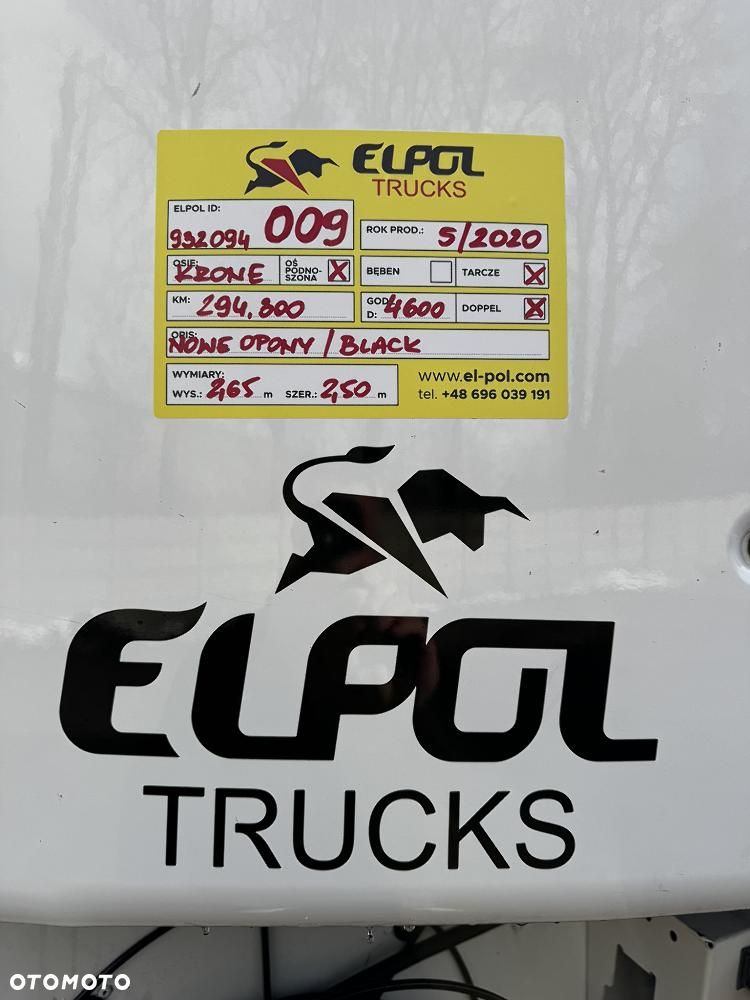 ELPOL
TRUCKS
ELPOL ID:
932094 009
ROK PROD.: 5/2020
OSIE: KRONE
OŚ PODNO-
SZONA X
BĘBEN
TARCZE X
KM: 294,800
GOD
D: 4600
DOPPEL X
OPIS:
NOWE OPONY / BLACK
WYMIARY:
WYS.: 2,65 m SZER.: 2,50 m
www.el-pol.com
tel. +48 696 039 191
ELPOL
TRUCKS
OTOMOTO